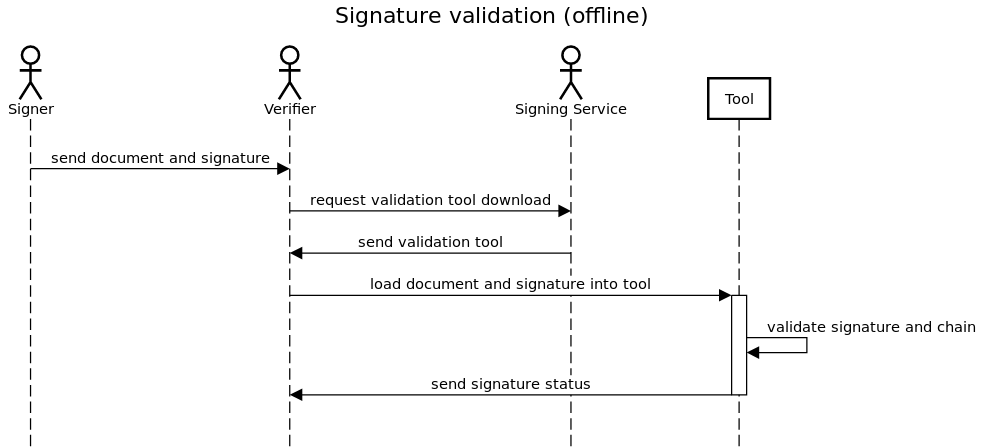 Signature validation (offline)
Signer
Verifier
Signing Service
Tool
send document and signature
request validation tool download
send validation tool
load document and signature into tool
validate signature and chain
send signature status